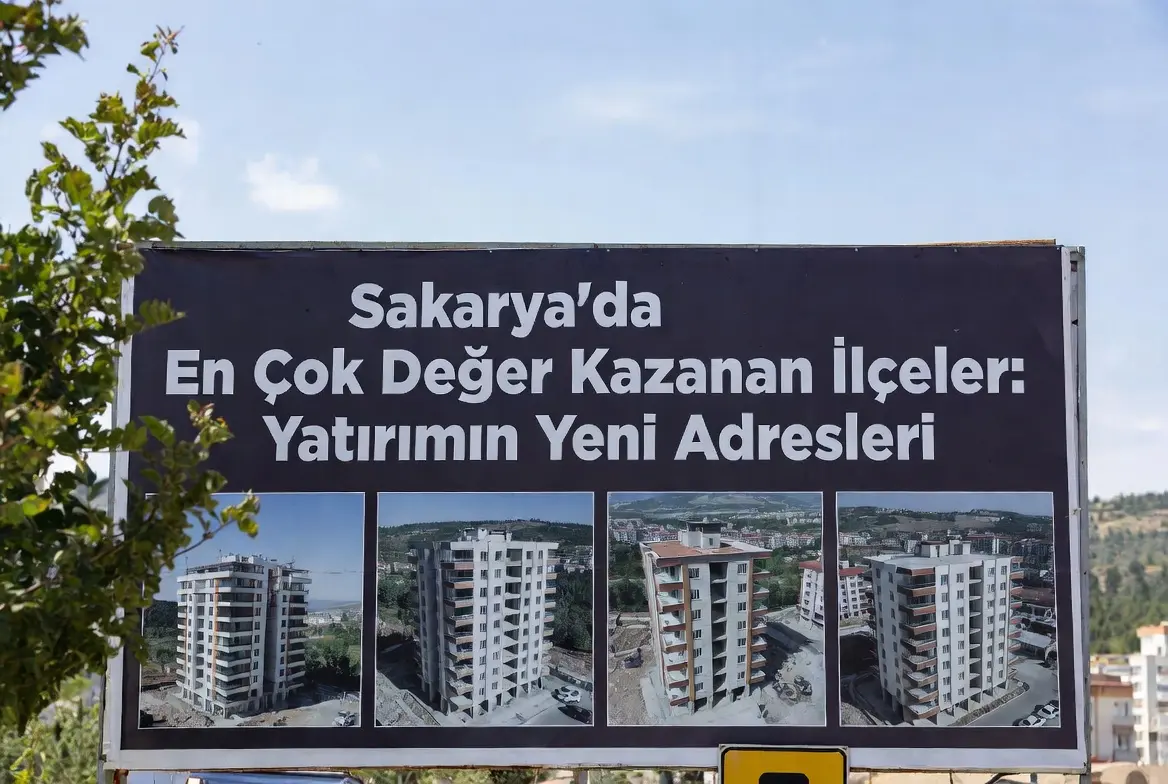 Sakarya'da
En Çok Değer Kazanan İlçeler:
Yatırımın Yeni Adresleri